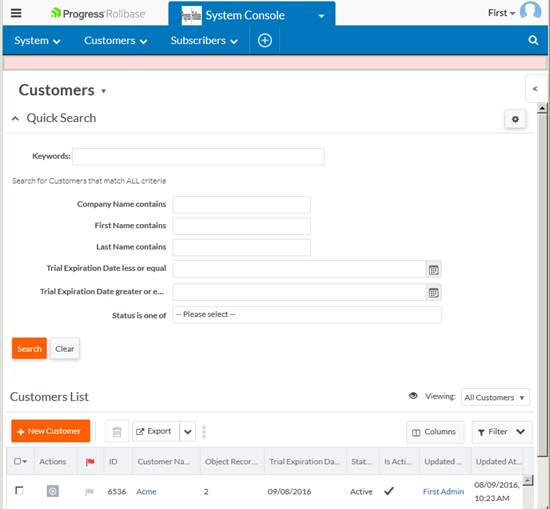 Progress Rollbase System Console First
System Customers Subscribers
Customers
Quick Search
Keywords:
Search for Customers that match ALL criteria
Company Name contains
First Name contains
Last Name contains
Trial Expiration Date less or equal
Trial Expiration Date greater or e...
Status is one of -- Please select --
Search Clear
Customers List Viewing: All Customers
+ New Customer Export Columns Filter
Actions ID Customer Na... Object Recor... Trial Expiration Da... Stat... Is Acti... Updated ... Updated At...
6536 Acme 2 09/08/2016 Active First Admin 08/09/2016,
10:23 AM